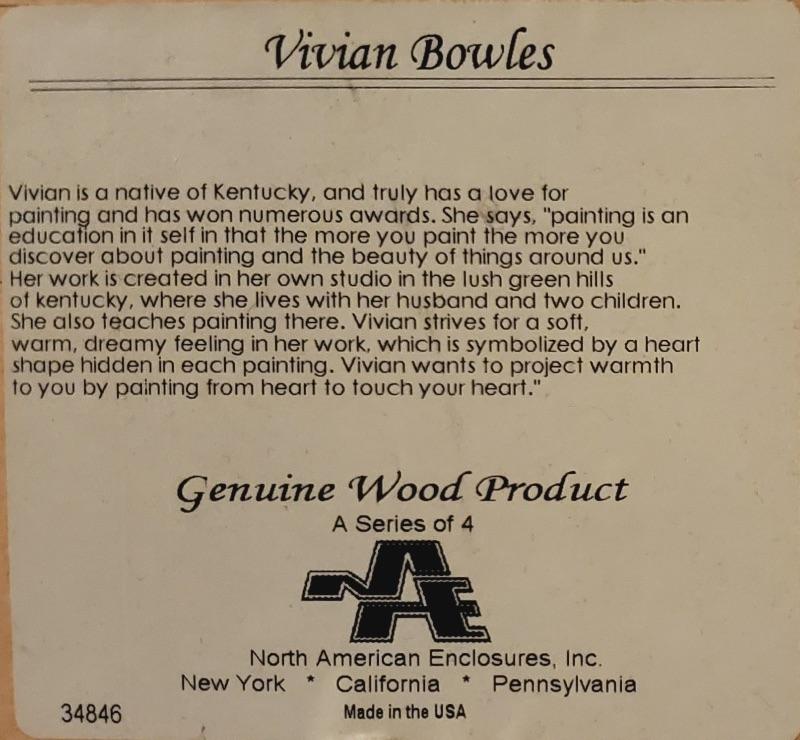 Vivian Bowles
Vivian is a native of Kentucky, and truly has a love for
painting and has won numerous awards. She says, "painting is an
education in it self in that the more you paint the more you
discover about painting and the beauty of things around us."
Her work is created in her own studio in the lush green hills
of kentucky, where she lives with her husband and two children.
She also teaches painting there. Vivian strives for a soft,
warm, dreamy feeling in her work, which is symbolized by a heart
shape hidden in each painting. Vivian wants to project warmth
to you by painting from heart to touch your heart."
Genuine Wood Product
A Series of 4
NAE
North American Enclosures, Inc.
New York * California * Pennsylvania
34846 Made in the USA